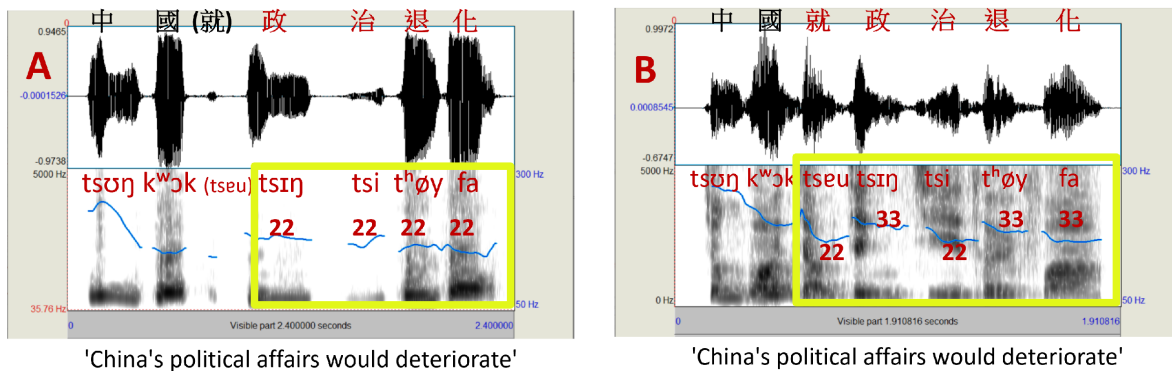 中 國 (就) 政 治 退 化
A
0
0.9465
-0.0001526
-0.9738
5000 Hz
300 Hz
tsʊŋ kʷɔk (tsɐu) tsɪŋ tsi tʰøy fa
22 22 22 22
35.76 Hz
50 Hz
0 Visible part 2.400000 seconds 2.400000
'China's political affairs would deteriorate'
中 國 就 政 治 退 化
B
0
0.9972
0.0008545
-0.6747
5000 Hz
300 Hz
tsʊŋ kʷɔk tsɐu tsɪŋ tsi tʰøy fa
33 33 33
22 22
0 Hz
50 Hz
0 Visible part 1.910816 seconds 1.910816
'China's political affairs would deteriorate'